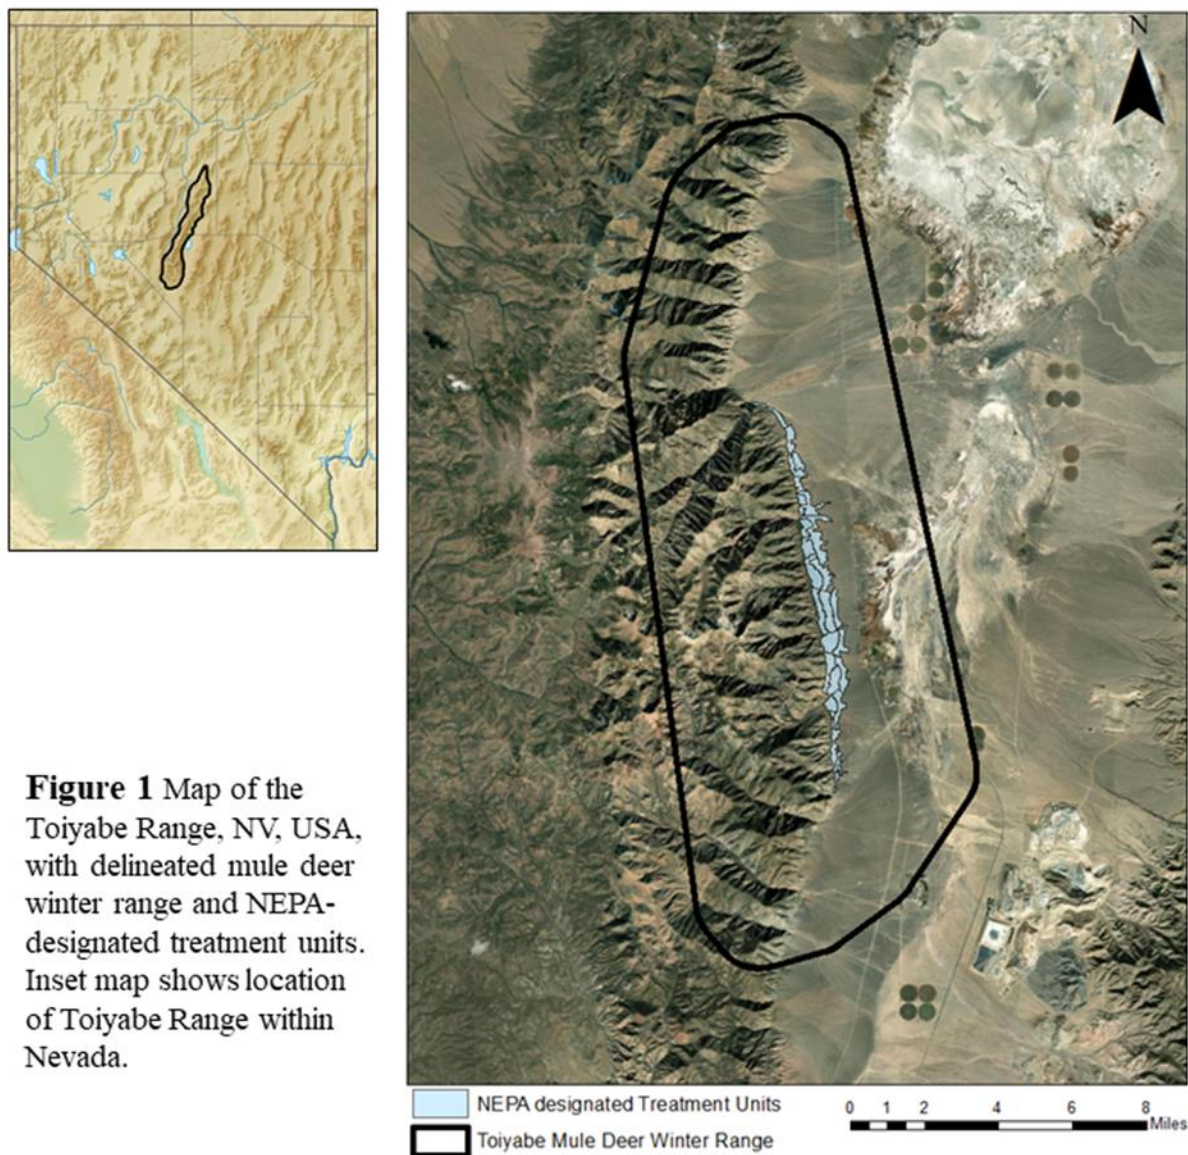 N
Figure 1 Map of the
Toiyabe Range, NV, USA,
with delineated mule deer
winter range and NEPA-
designated treatment units.
Inset map shows location
of Toiyabe Range within
Nevada.
NEPA designated Treatment Units
Toiyabe Mule Deer Winter Range
0 1 2 4 6 8
Miles